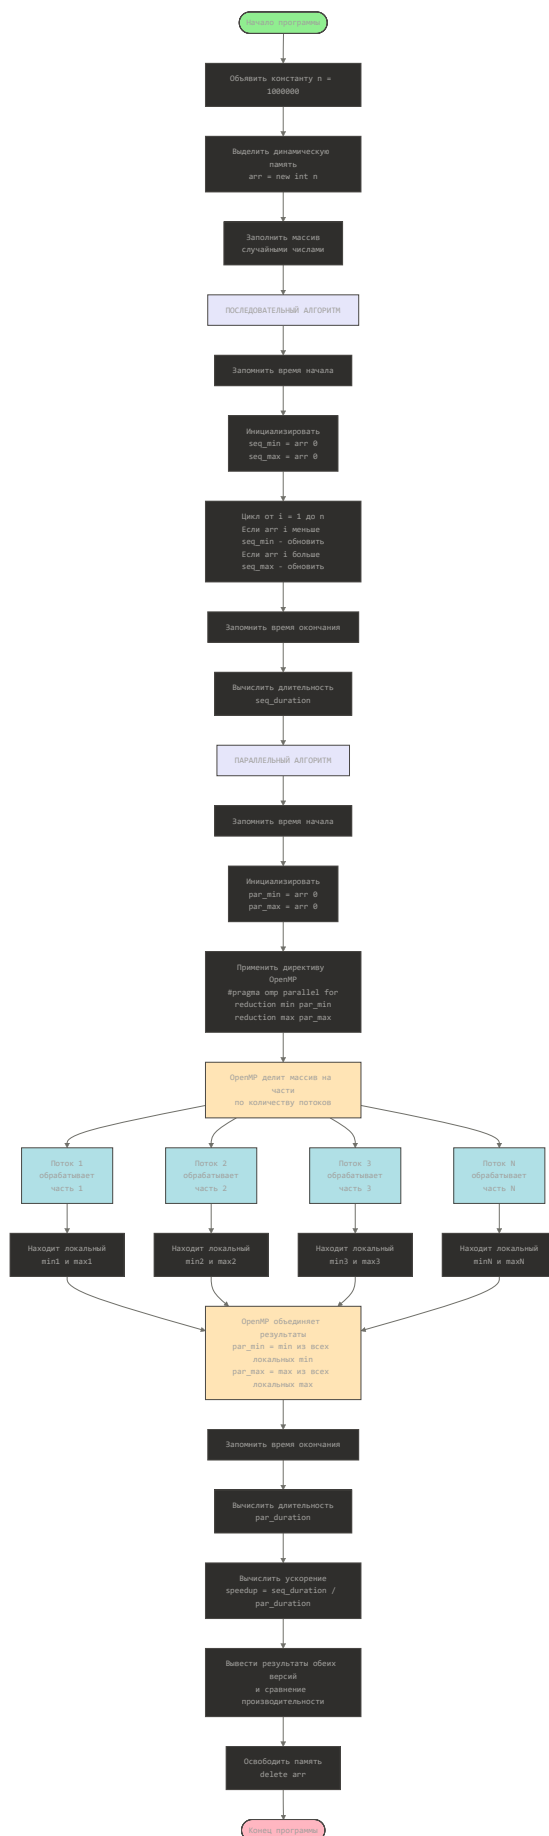 Начало программы
Объявить константу n =
1000000
Выделить динамическую
память
arr = new int n
Заполнить массив
случайными числами
ПОСЛЕДОВАТЕЛЬНЫЙ АЛГОРИТМ
Запомнить время начала
Инициализировать
seq_min = arr 0
seq_max = arr 0
Цикл от i = 1 до n
Если arr i меньше
seq_min - обновить
Если arr i больше
seq_max - обновить
Запомнить время окончания
Вычислить длительность
seq_duration
ПАРАЛЛЕЛЬНЫЙ АЛГОРИТМ
Запомнить время начала
Инициализировать
par_min = arr 0
par_max = arr 0
Применить директиву
OpenMP
#pragma omp parallel for
reduction min par_min
reduction max par_max
OpenMP делит массив на
части
по количеству потоков
Поток 1
обрабатывает
часть 1
Поток 2
обрабатывает
часть 2
Поток 3
обрабатывает
часть 3
Поток N
обрабатывает
часть N
Находит локальный
min1 и max1
Находит локальный
min2 и max2
Находит локальный
min3 и max3
Находит локальный
minN и maxN
OpenMP объединяет
результаты
par_min = min из всех
локальных min
par_max = max из всех
локальных max
Запомнить время окончания
Вычислить длительность
par_duration
Вычислить ускорение
speedup = seq_duration /
par_duration
Вывести результаты обеих
версий
и сравнение
производительности
Освободить память
delete arr
Конец программы